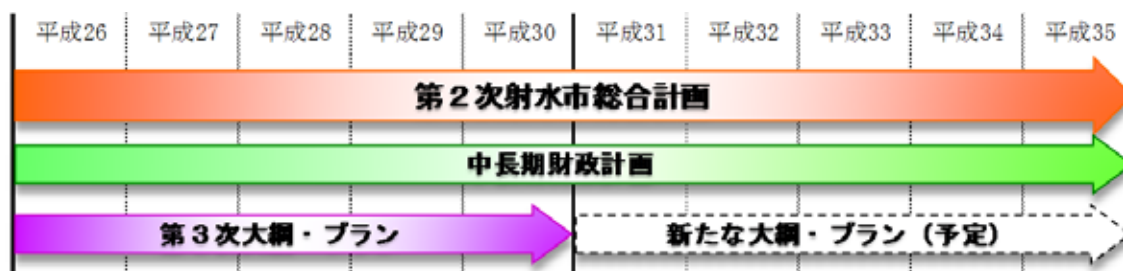 平成26 平成27 平成28 平成29 平成30 平成31 平成32 平成33 平成34 平成35
第2次射水市総合計画
中長期財政計画
第3次大綱・プラン 新たな大綱・プラン（予定）